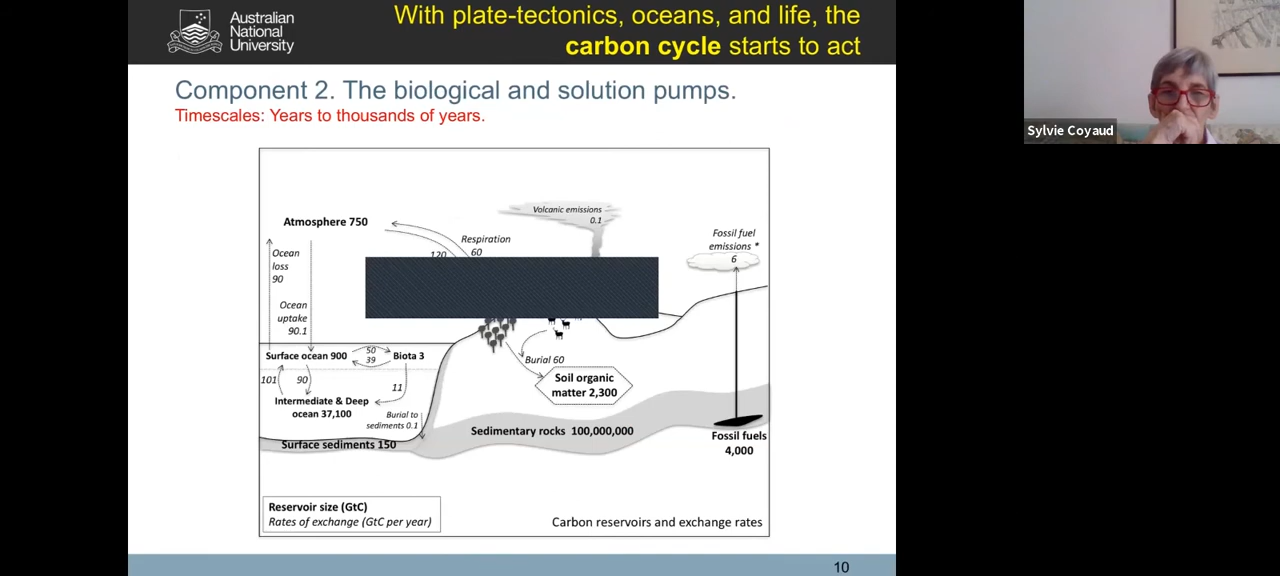 Australian
National
University
With plate-tectonics, oceans, and life, the
carbon cycle starts to act
Component 2. The biological and solution pumps.
Timescales: Years to thousands of years.
Sylvie Coyaud
Atmosphere 750
Volcanic emissions
0.1
Respiration
60
120
Fossil fuel
emissions *
6
Ocean
loss
90
Ocean
uptake
90.1
Surface ocean 900
50
39
Biota 3
101
90
11
Intermediate & Deep
ocean 37,100
Burial to
sediments 0.1
Surface sediments 150
Burial 60
Soil organic
matter 2,300
Sedimentary rocks 100,000,000
Fossil fuels
4,000
Reservoir size (GtC)
Rates of exchange (GtC per year)
Carbon reservoirs and exchange rates
10